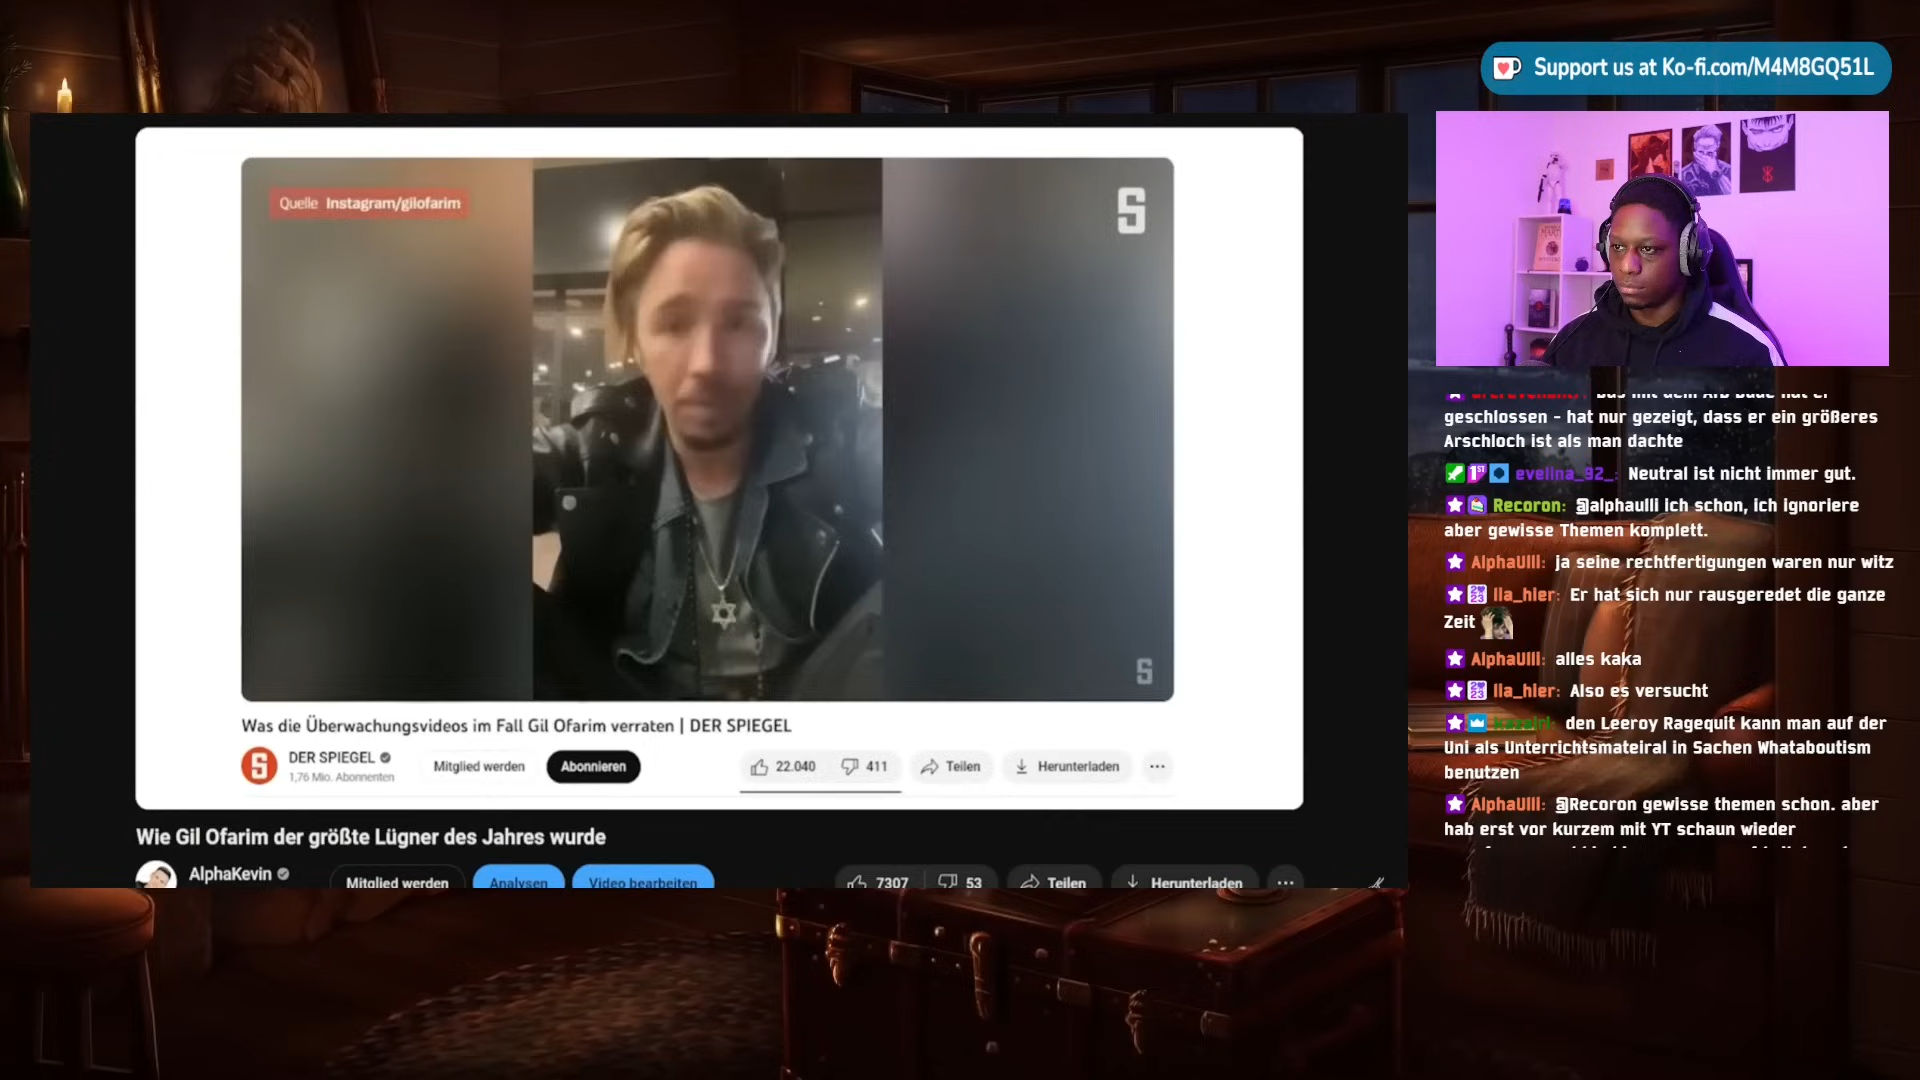 Support us at Ko-fi.com/M4M8GQ51L
Quelle Instagram/gilofarim
S
S
Was die Überwachungsvideos im Fall Gil Ofarim verraten | DER SPIEGEL
S
DER SPIEGEL
1,76 Mio. Abonnenten
Mitglied werden
Abonnieren
22.040
411
Teilen
Herunterladen
Wie Gil Ofarim der größte Lügner des Jahres wurde
AlphaKevin
Mitglied werden
Analysen
Video bearbeiten
7307
53
Teilen
Herunterladen
geschlossen - hat nur gezeigt, dass er ein größeres
Arschloch ist als man dachte
evelina_92_: Neutral ist nicht immer gut.
Recoron: @alphaulli ich schon, ich ignoriere
aber gewisse Themen komplett.
AlphaUlli: ja seine rechtfertigungen waren nur witz
lia_hier: Er hat sich nur rausgeredet die ganze
Zeit
AlphaUlli: alles kaka
lia_hier: Also es versucht
den Leeroy Ragequit kann man auf der
Uni als Unterrichtsmateiral in Sachen Whataboutism
benutzen
AlphaUlli: @Recoron gewisse themen schon. aber
hab erst vor kurzem mit YT schaun wieder